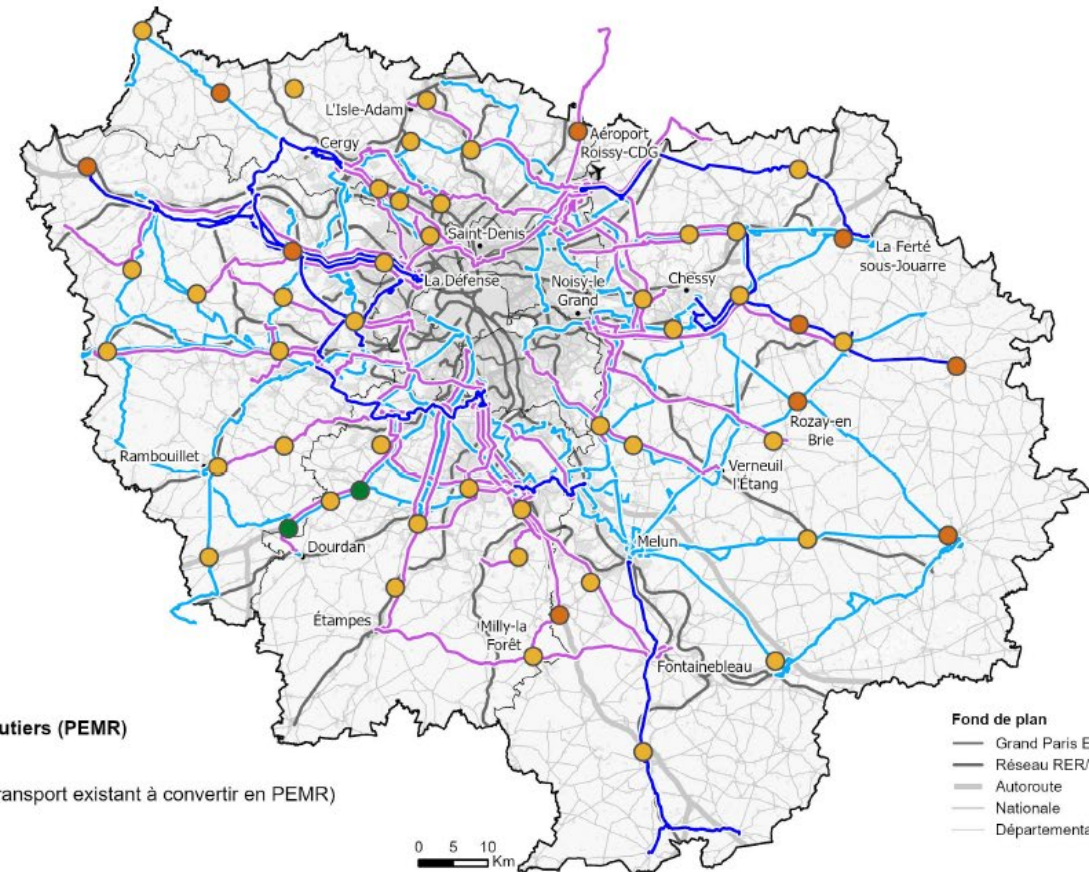 L'Isle-Adam
Cergy
Aéroport
Roissy-CDG
Saint-Denis
La Défense
Noisy-le
Grand
Chessy
La Ferté
sous-Jouarre
Rozay-en
Brie
Rambouillet
Verneuil
l'Étang
Dourdan
Melun
Étampes
Milly-la
Forêt
Fontainebleau
utiers (PEMR)
ransport existant à convertir en PEMR)
0 5 10
Km
Fond de plan
Grand Paris E
Réseau RER/
Autoroute
Nationale
Département